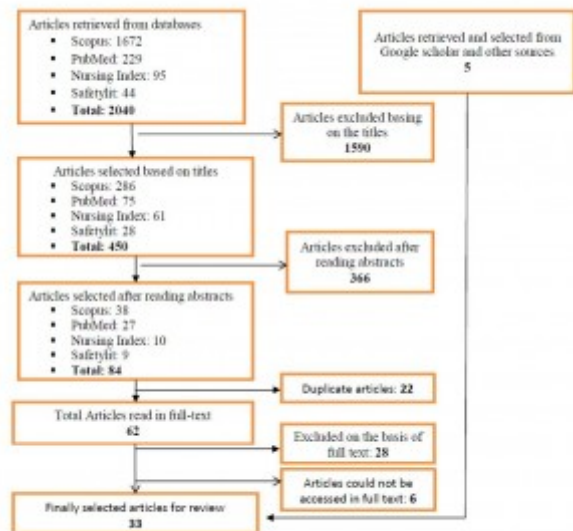 Articles retrieved from databases
▪ Scopus: 1672
▪ PubMed: 229
▪ Nursing Index: 95
▪ Safetylit: 44
▪ Total: 2040
Articles retrieved and selected from
Google scholar and other sources
5
Articles excluded basing
on the titles
1590
Articles selected based on titles
▪ Scopus: 286
▪ PubMed: 75
▪ Nursing Index: 61
▪ Safetylit: 28
▪ Total: 450
Articles excluded after
reading abstracts
366
Articles selected after reading abstracts
▪ Scopus: 38
▪ PubMed: 27
▪ Nursing Index: 10
▪ Safetylit: 9
▪ Total: 84
Duplicate articles: 22
Total Articles read in full-text
62
Excluded on the basis of
full text: 28
Articles could not be
accessed in full text: 6
Finally selected articles for review
33